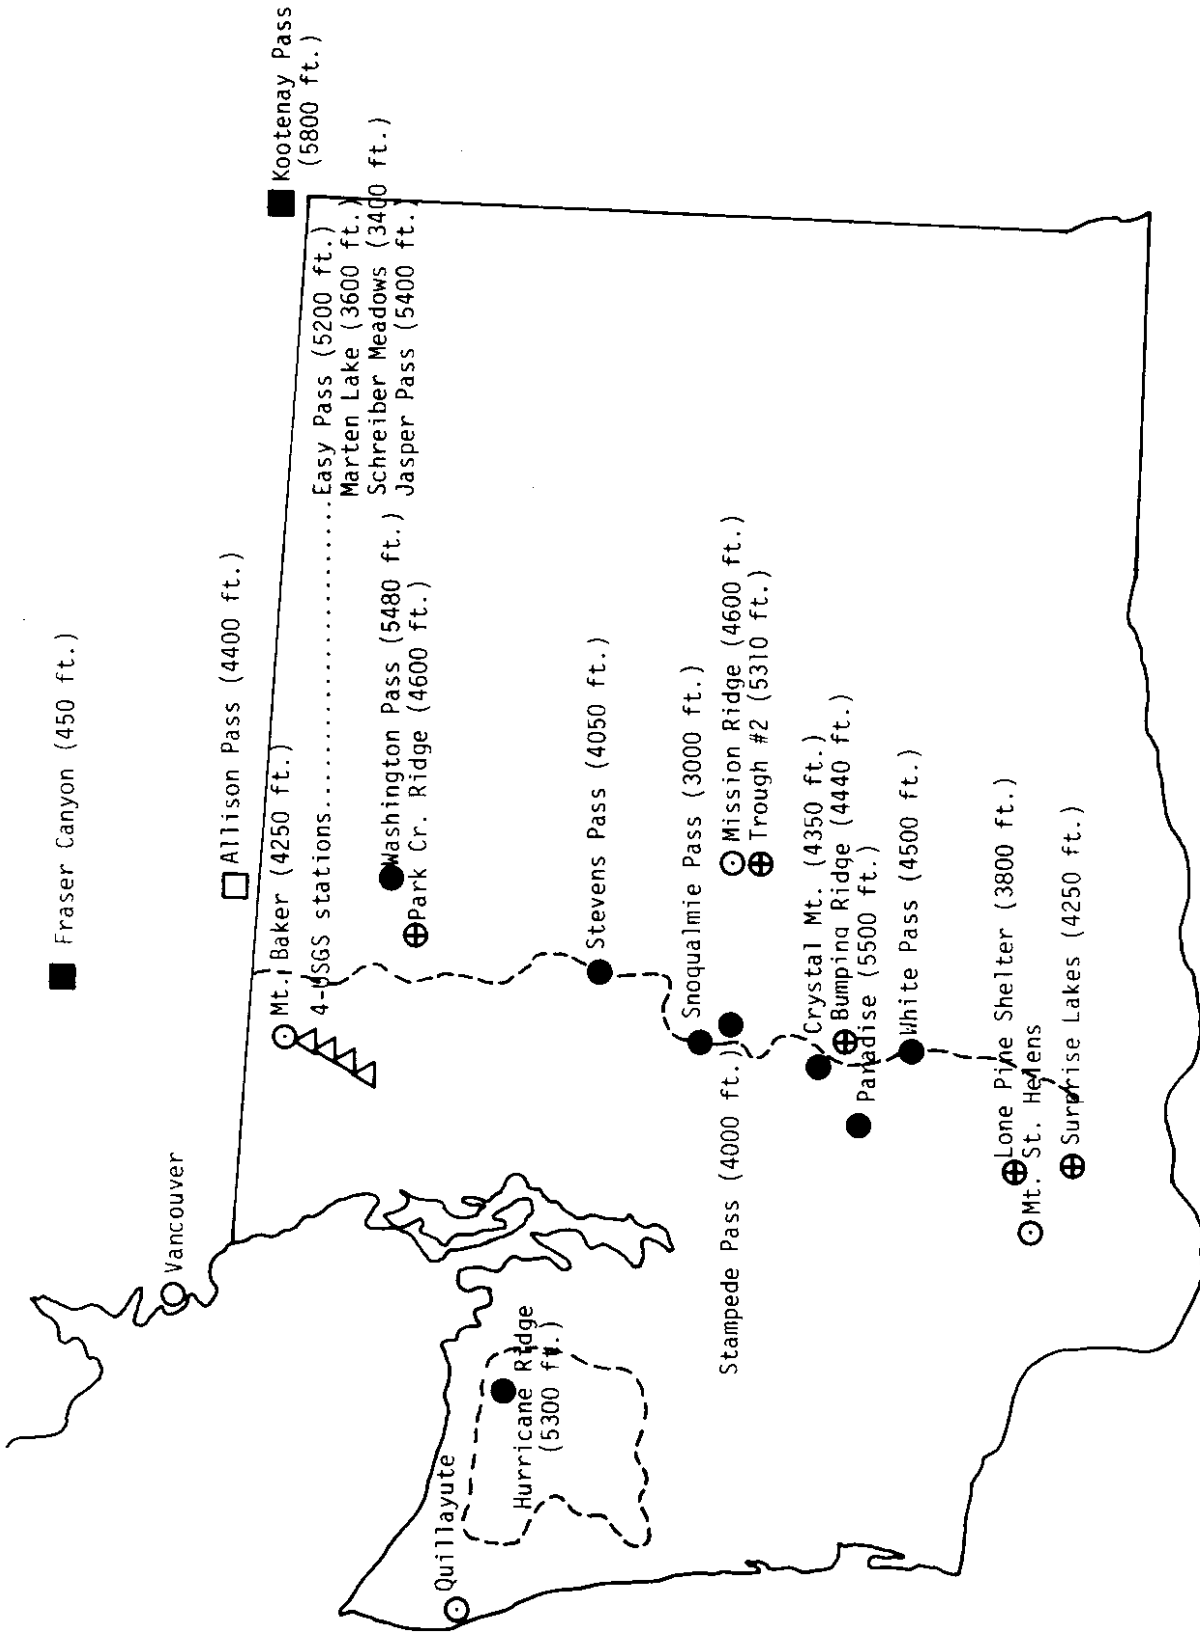 Fraser Canyon (450 ft.)
Kootenay Pass
(5800 ft.)
Allison Pass (4400 ft.)
Vancouver
Mt. Baker (4250 ft.)
4-USGS stations....................Easy Pass (5200 ft.)
Marten Lake (3600 ft.)
Schreiber Meadows (3400 ft.)
Jasper Pass (5400 ft.)
Washington Pass (5480 ft.)
Park Cr. Ridge (4600 ft.)
Quillayute
Hurricane Ridge
(5300 ft.)
Stevens Pass (4050 ft.)
Snoqualmie Pass (3000 ft.)
Stampede Pass (4000 ft.)
Mission Ridge (4600 ft.)
Trough #2 (5310 ft.)
Crystal Mt. (4350 ft.)
Bumping Ridge (4440 ft.)
Paradise (5500 ft.)
White Pass (4500 ft.)
Lone Pine Shelter (3800 ft.)
Mt. St. Helens
Surprise Lakes (4250 ft.)